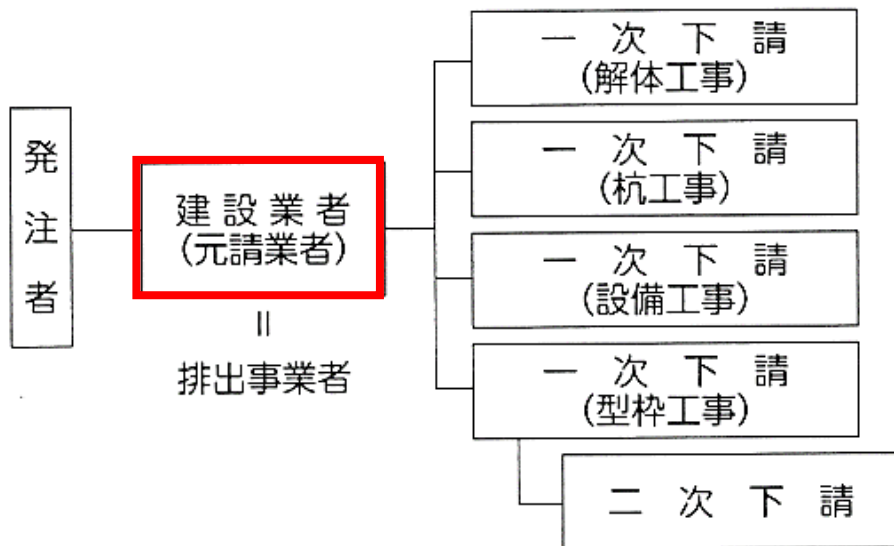 発注者
建設業者
(元請業者)
॥
排出事業者
一次下請
(解体工事)
一次下請
(杭工事)
一次下請
(設備工事)
一次下請
(型枠工事)
二次下請